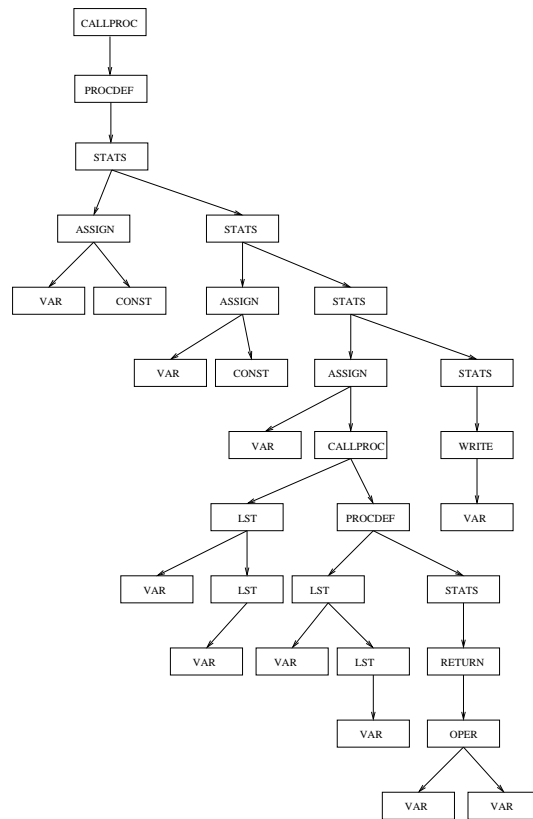 CALLPROC
PROCDEF
STATS
ASSIGN STATS
VAR CONST ASSIGN STATS
VAR CONST ASSIGN STATS
VAR CALLPROC WRITE
LST PROCDEF VAR
VAR LST LST STATS
VAR VAR LST RETURN
VAR OPER
VAR VAR